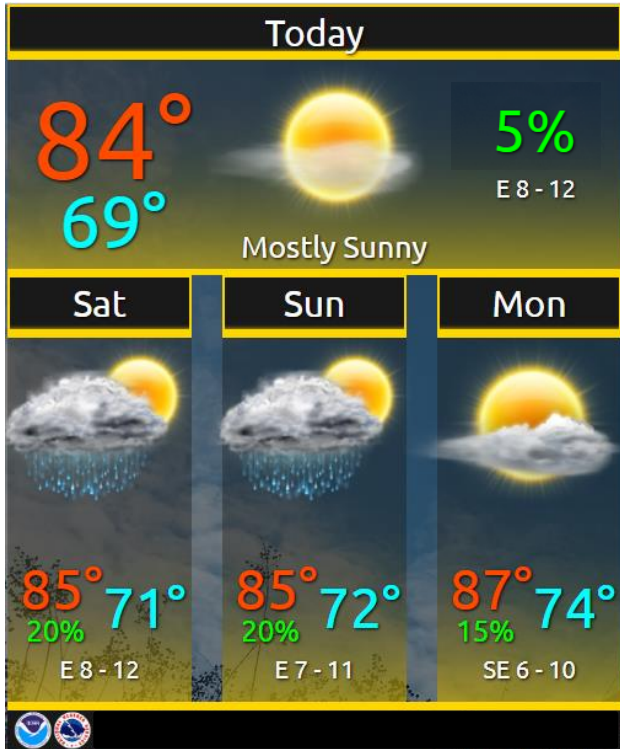 Today
84°
69°
5%
E 8 - 12
Mostly Sunny
Sat
Sun
Mon
85°
71°
20%
E 8 - 12
85°
72°
20%
E 7 - 11
87°
74°
15%
SE 6 - 10